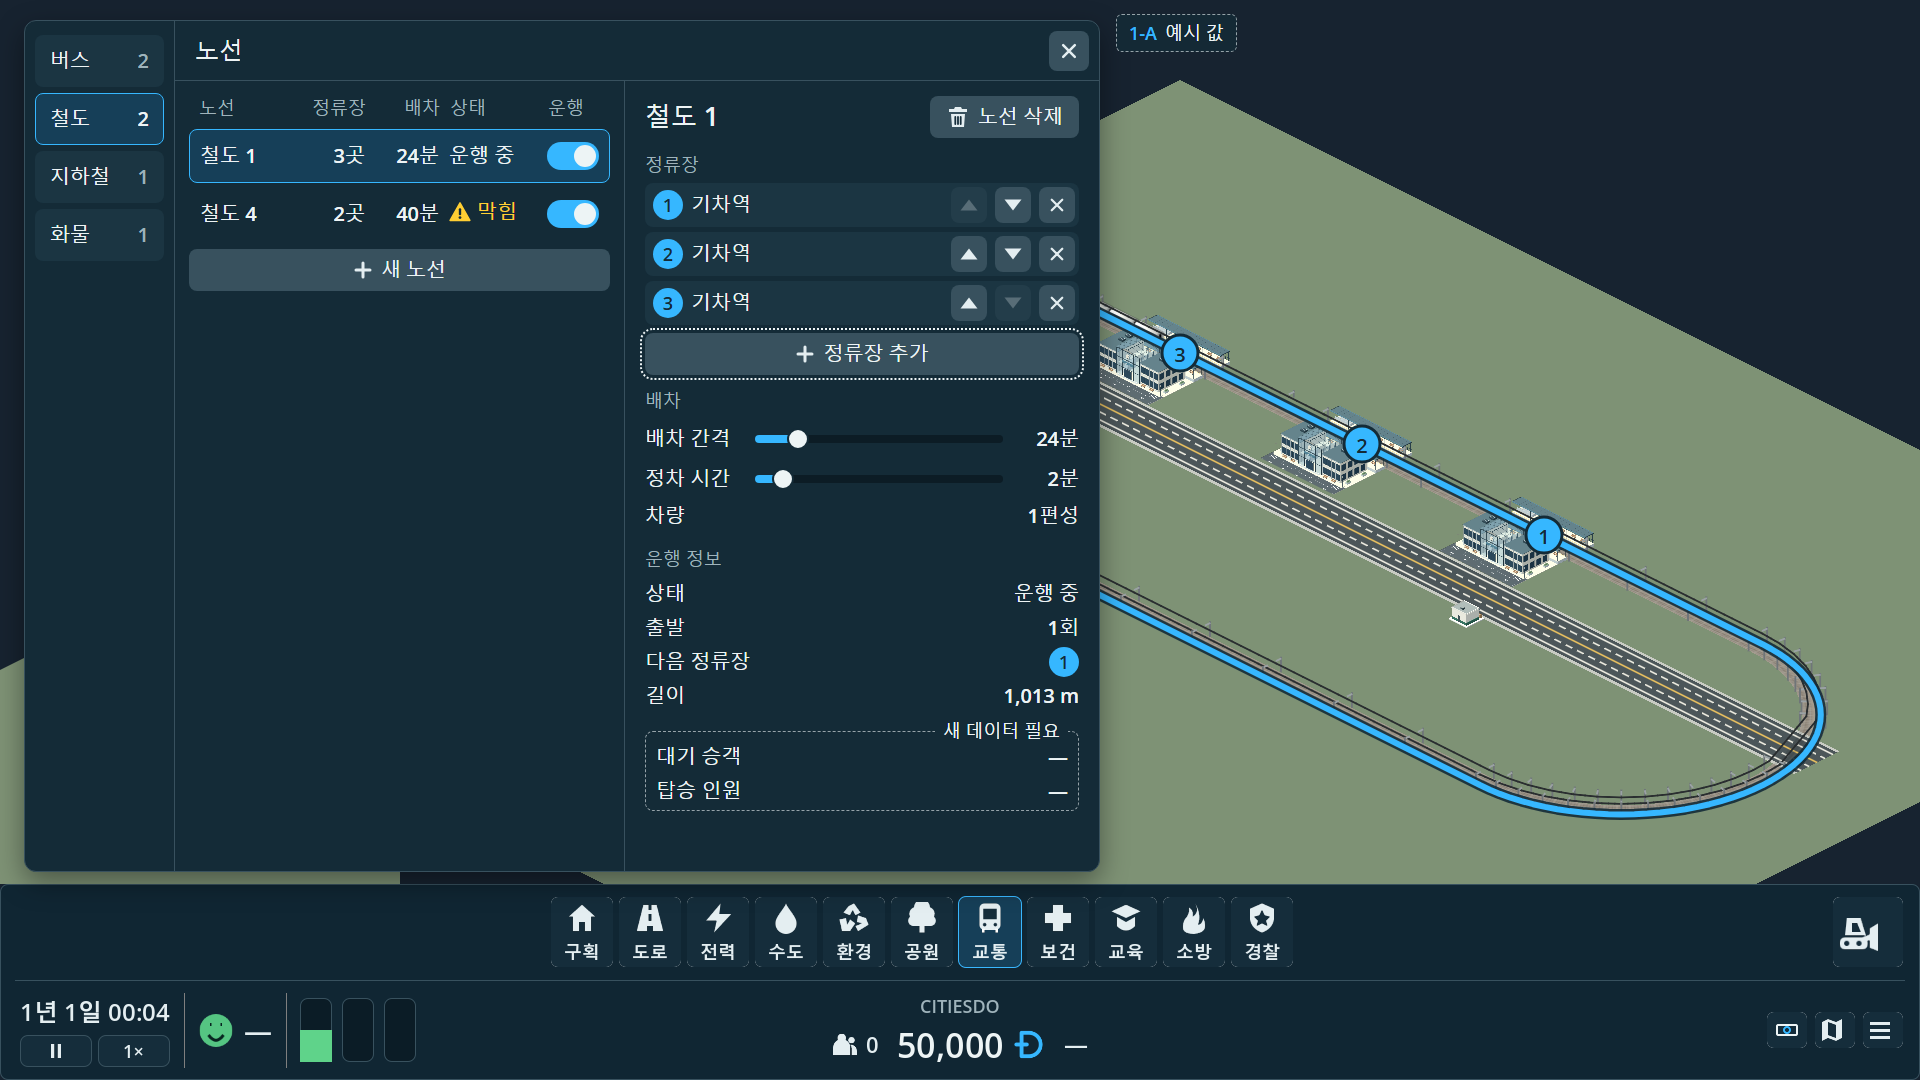 버스 2
철도 2
지하철 1
화물 1
노선
노선 정류장 배차 상태 운행
철도 1 3곳 24분 운행 중
철도 4 2곳 40분 막힘
새 노선
철도 1
노선 삭제
정류장
1 기차역
2 기차역
3 기차역
정류장 추가
배차
배차 간격 24분
정차 시간 2분
차량 1편성
운행 정보
상태 운행 중
출발 1회
다음 정류장 1
길이 1,013 m
새 데이터 필요
대기 승객 —
탑승 인원 —
1-A 예시 값
3
2
1
구획 도로 전력 수도 환경 공원 교통 보건 교육 소방 경찰
1년 1일 00:04
1×
—
CITIESDO
0 50,000 —